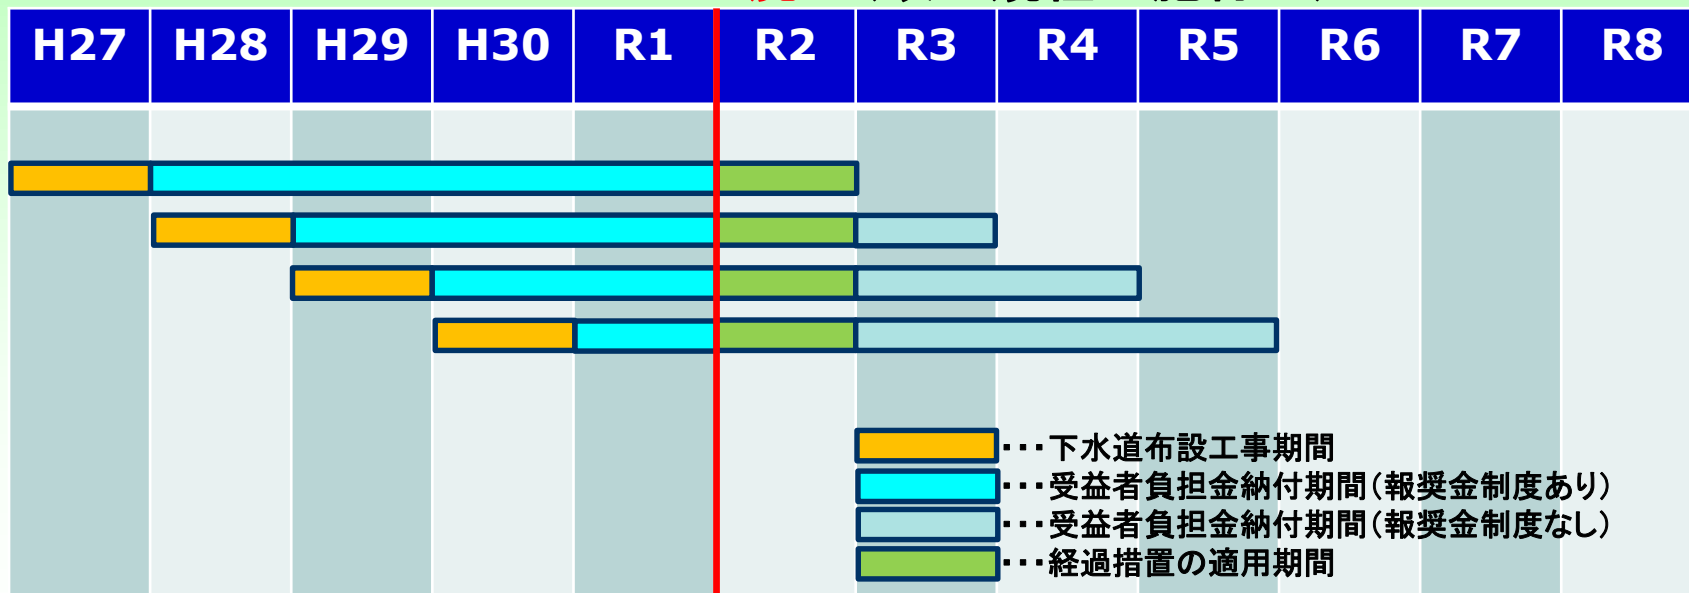 H27 H28 H29 H30 R1 R2 R3 R4 R5 R6 R7 R8
・・・下水道布設工事期間
・・・受益者負担金納付期間（報奨金制度あり）
・・・受益者負担金納付期間（報奨金制度なし）
・・・経過措置の適用期間